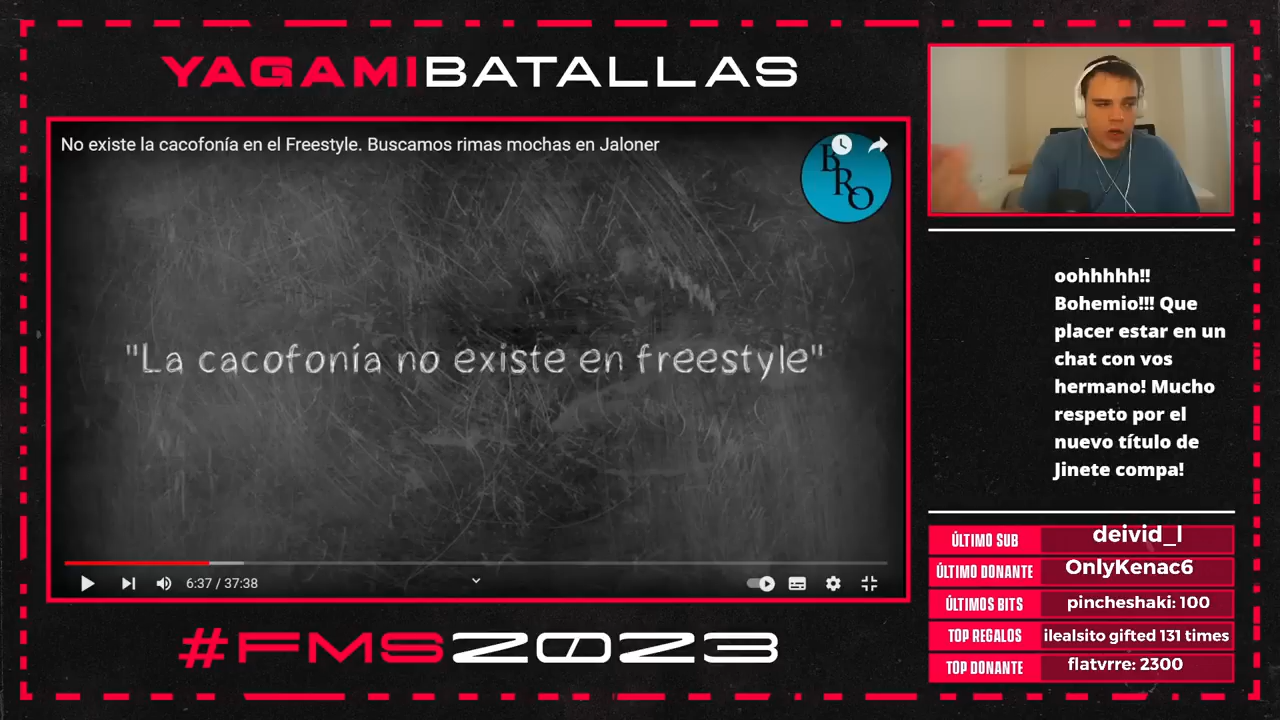 YAGAMIBATALLAS
No existe la cacofonía en el Freestyle. Buscamos rimas mochas en Jaloner
BRO
"La cacofonía no existe en freestyle"
6:37 / 37:38
#FMS2023
oohhhhh!!
Bohemio!!! Que
placer estar en un
chat con vos
hermano! Mucho
respeto por el
nuevo título de
Jinete compa!
ÚLTIMO SUB deivid_l
ÚLTIMO DONANTE OnlyKenac6
ÚLTIMOS BITS pincheshaki: 100
TOP REGALOS ilealsito gifted 131 times
TOP DONANTE flatvrre: 2300